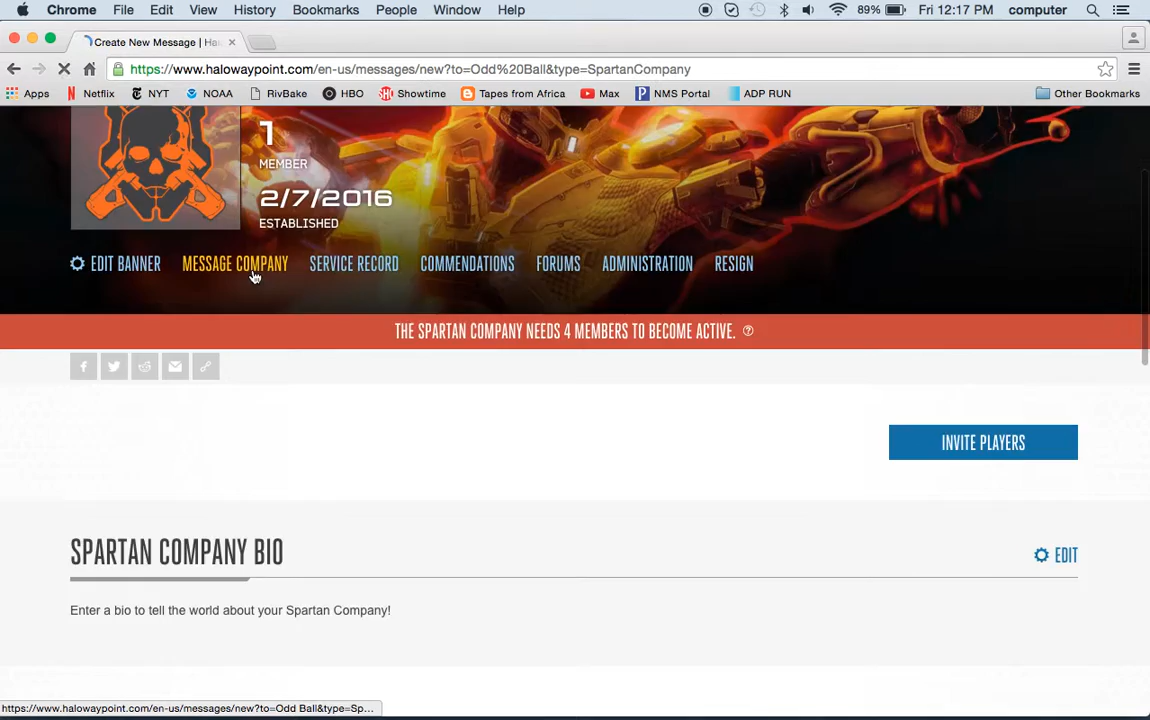 Chrome File Edit View History Bookmarks People Window Help 89% Fri 12:17 PM computer
Create New Message | Hal
https://www.halowaypoint.com/en-us/messages/new?to=Odd%20Ball&type=SpartanCompany
Apps Netflix NYT NOAA RivBake HBO Showtime Tapes from Africa Max NMS Portal ADP RUN Other Bookmarks
1
MEMBER
2/7/2016
ESTABLISHED
EDIT BANNER MESSAGE COMPANY SERVICE RECORD COMMENDATIONS FORUMS ADMINISTRATION RESIGN
THE SPARTAN COMPANY NEEDS 4 MEMBERS TO BECOME ACTIVE. ?
INVITE PLAYERS
SPARTAN COMPANY BIO EDIT
Enter a bio to tell the world about your Spartan Company!
https://www.halowaypoint.com/en-us/messages/new?to=Odd Ball&type=Sp...